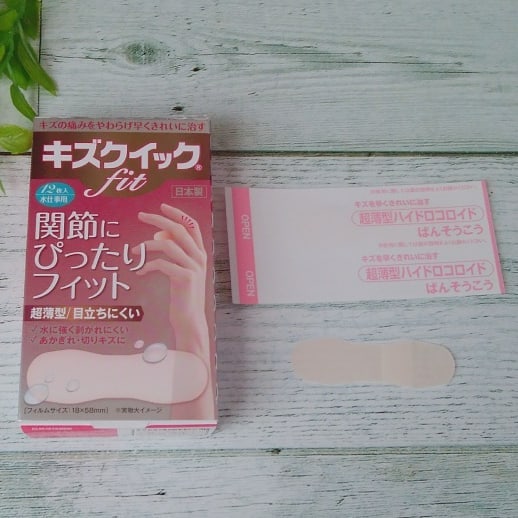 キズの痛みをやわらげ早くきれいに治す
キズクイック®
fit
12枚入
水仕事用
日本製
関節に
ぴったり
フィット
超薄型/目立ちにくい
✓水に強く剥がれにくい
✓あかぎれ・切りキズに
[フィルムサイズ：18×58mm] ※実物大イメージ
OPEN
キズを早くきれいに治す
超薄型ハイドロコロイド
ばんそうこう
OPEN
キズを早くきれいに治す
超薄型ハイドロコロイド
ばんそうこう